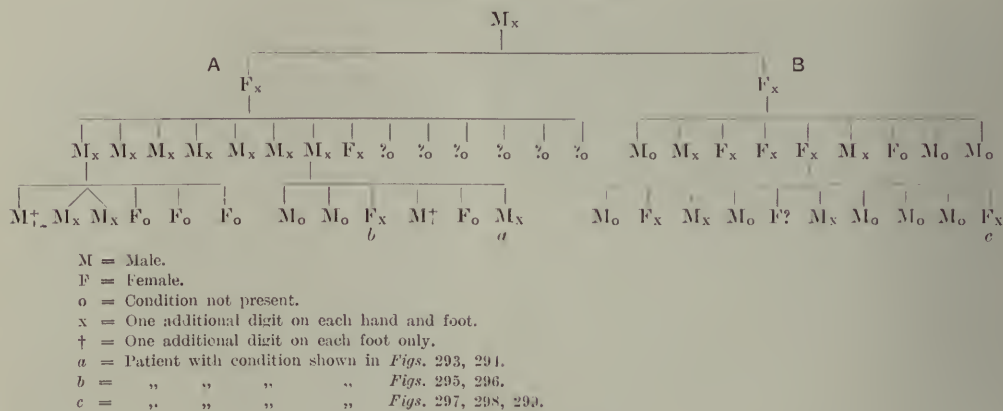 Mx
A B
Fx Fx
Mx Mx Mx Mx Mx Mx Mx Fx %o %o %o %o %o %o Mo Mx Fx Fx Fx Mx Fo Mo Mo
M† Mx Mx Fo Fo Fo Mo Mo Fx M† Fo Mx Mo Fx Mx Mo F? Mx Mo Mo Mo Fx
b a c
M = Male.
F = Female.
o = Condition not present.
x = One additional digit on each hand and foot.
† = One additional digit on each foot only.
a = Patient with condition shown in Figs. 293, 294.
b = ,, ,, ,, ,, Figs. 295, 296.
c = ,, ,, ,, ,, Figs. 297, 298, 299.